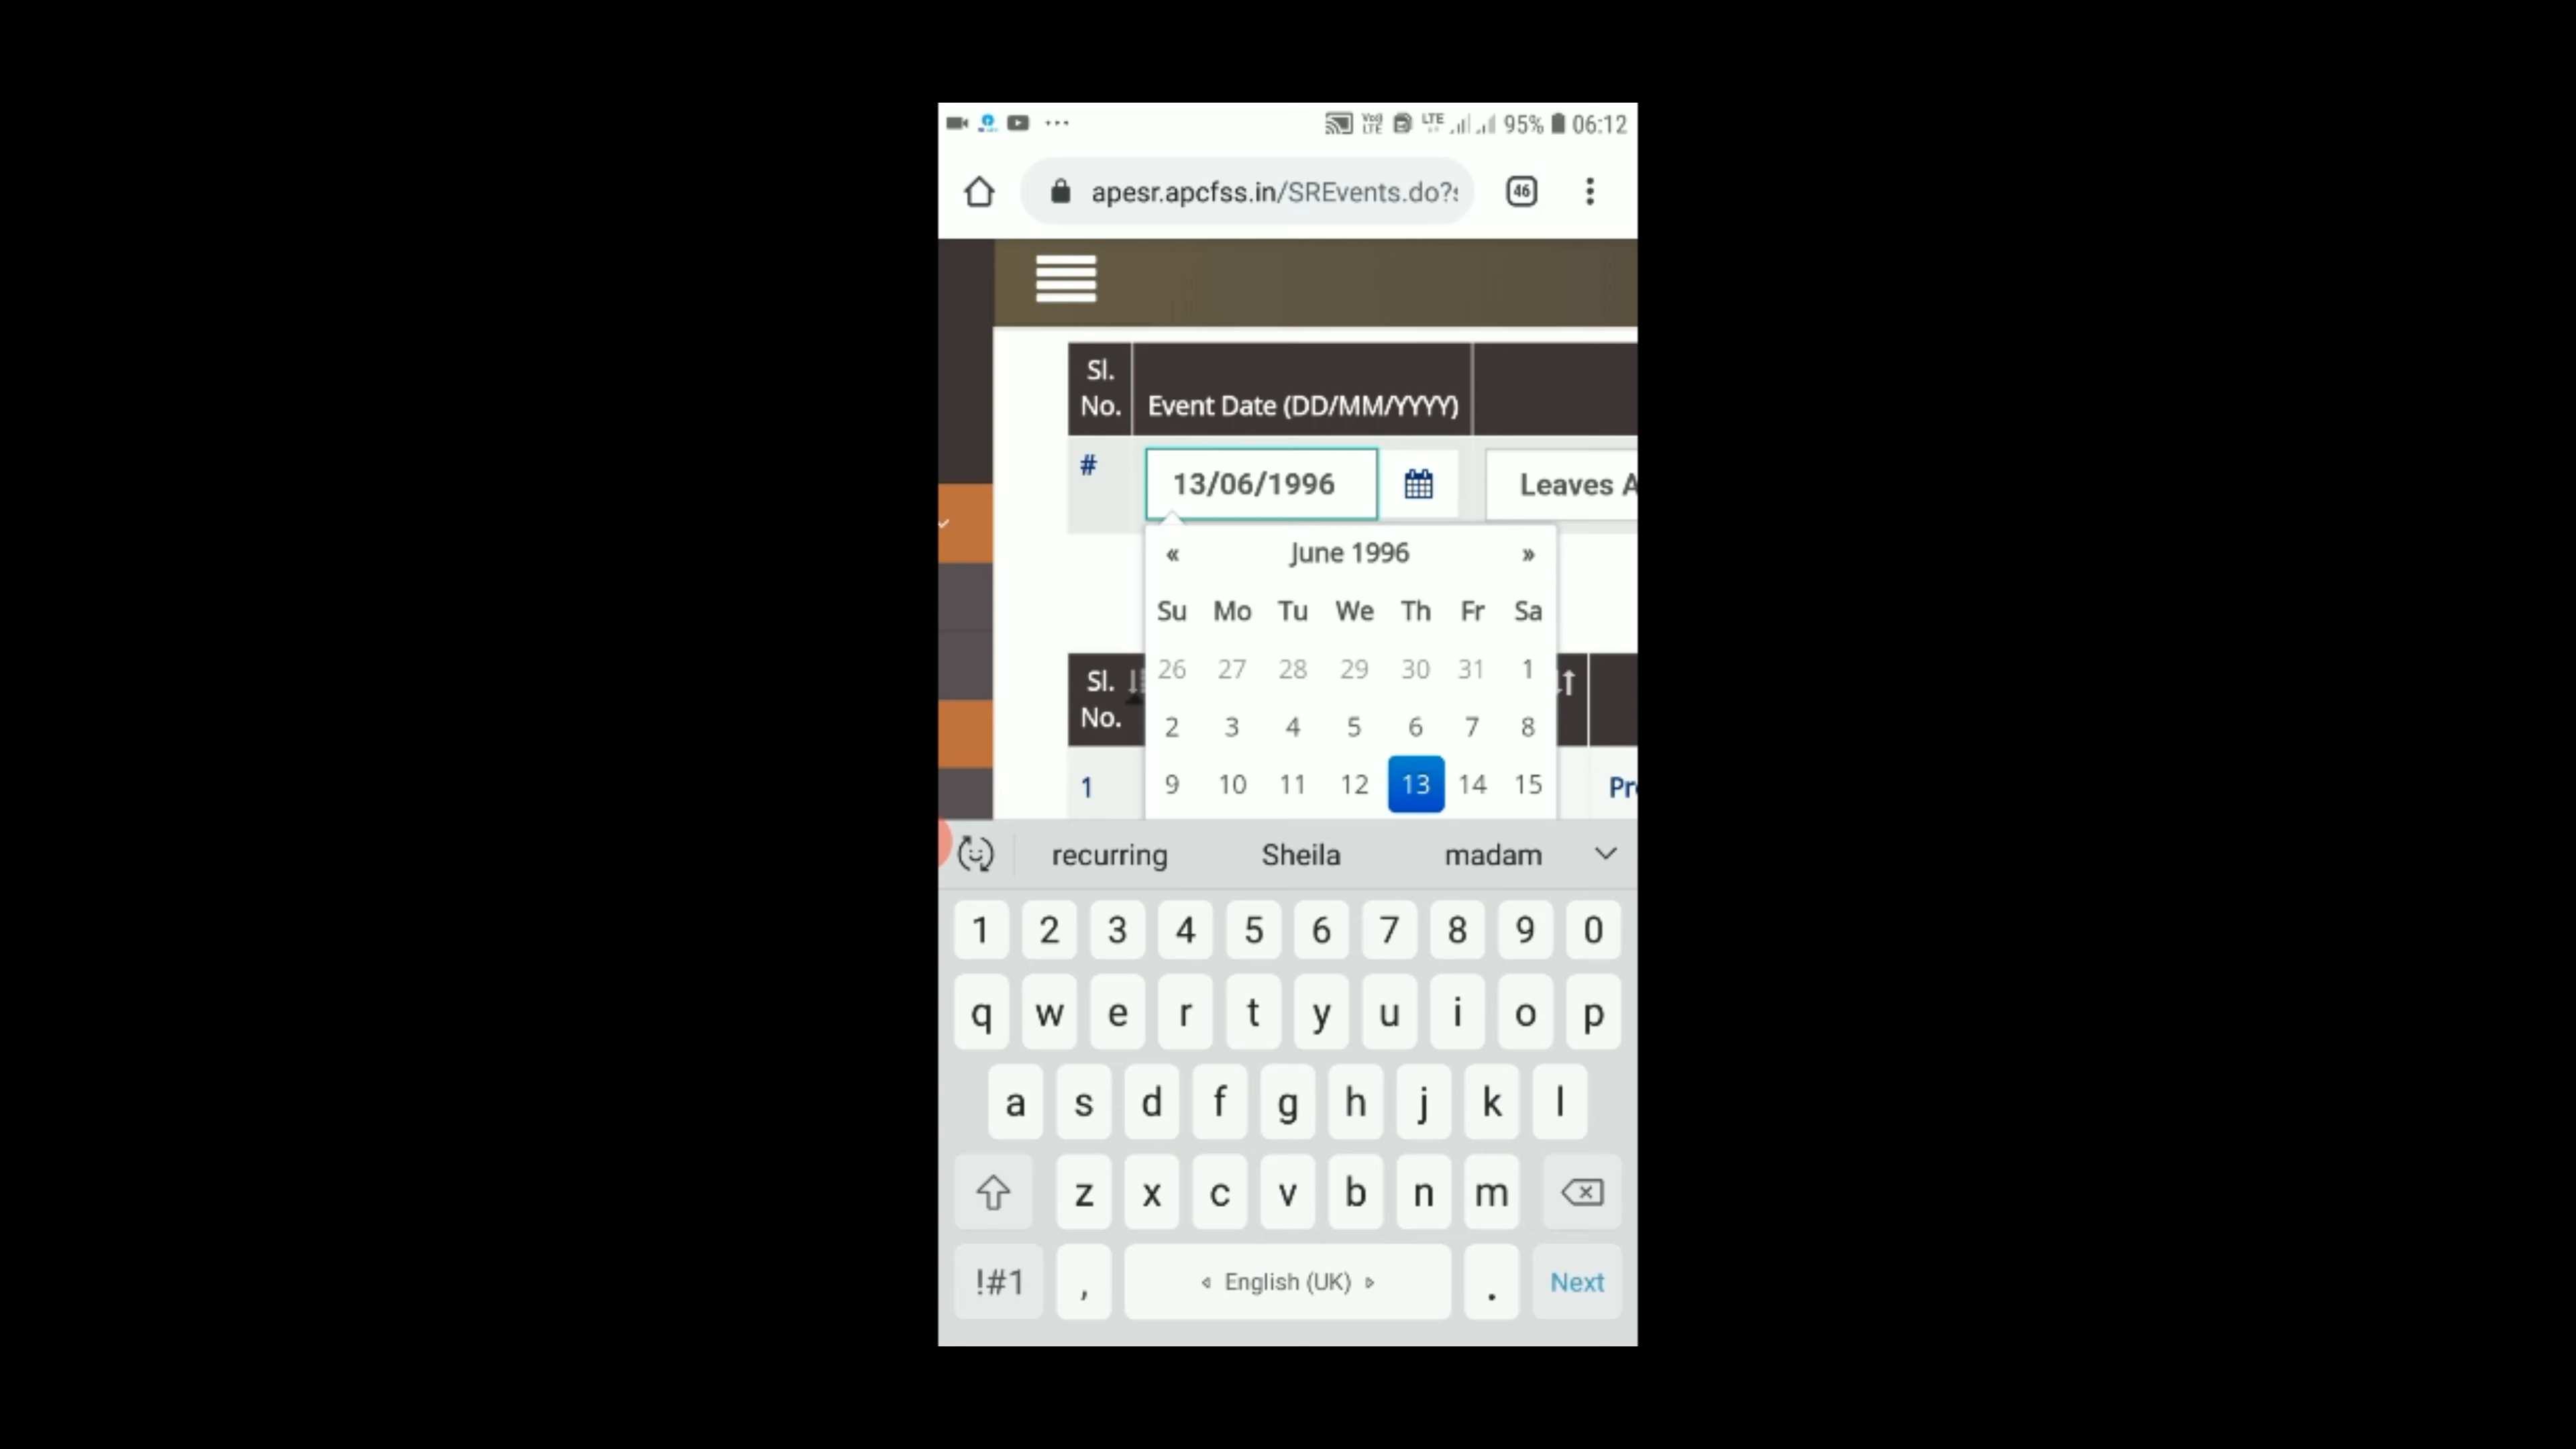 95% 06:12
apesr.apcfss.in/SREvents.do?
46
Sl. No.
Event Date (DD/MM/YYYY)
#
13/06/1996
Leaves A
« June 1996 »
Su Mo Tu We Th Fr Sa
26 27 28 29 30 31 1
2 3 4 5 6 7 8
9 10 11 12 13 14 15
Sl. No.
1
Pr
recurring Sheila madam
1 2 3 4 5 6 7 8 9 0
q w e r t y u i o p
a s d f g h j k l
z x c v b n m
!#1 , English (UK) . Next